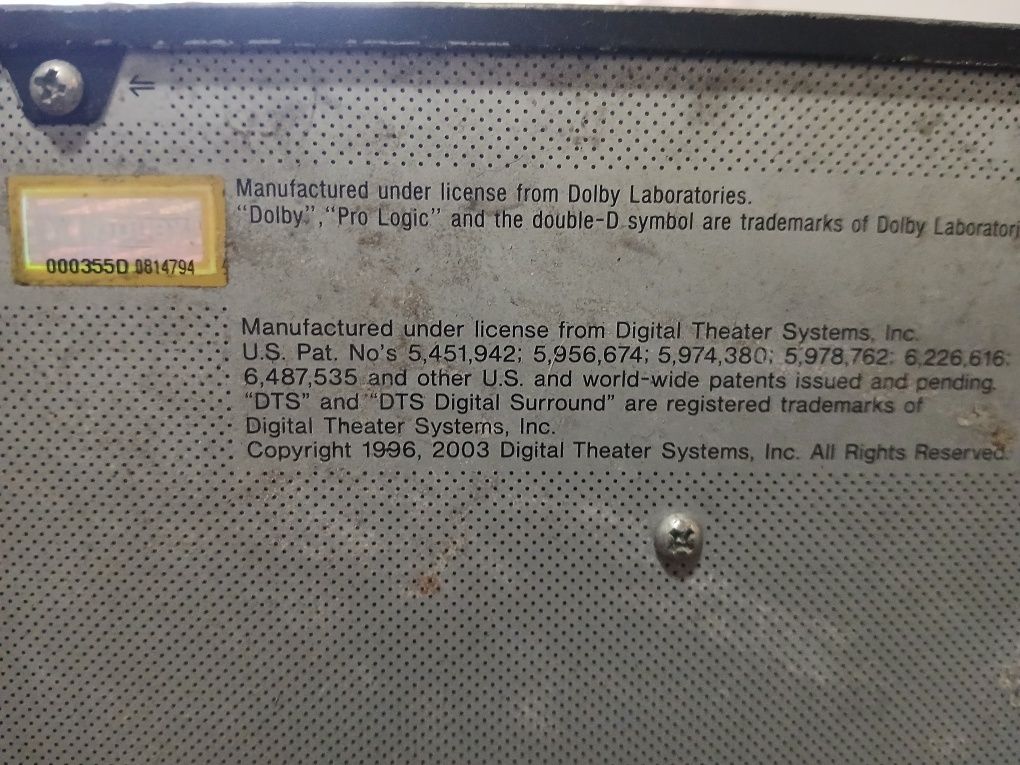 Manufactured under license from Dolby Laboratories.
"Dolby", "Pro Logic" and the double-D symbol are trademarks of Dolby Laboratori
000355D 0814794
Manufactured under license from Digital Theater Systems, Inc.
U.S. Pat. No's 5,451,942; 5,956,674; 5,974,380; 5,978,762; 6,226,616;
6,487,535 and other U.S. and world-wide patents issued and pending.
"DTS" and "DTS Digital Surround" are registered trademarks of
Digital Theater Systems, Inc.
Copyright 1996, 2003 Digital Theater Systems, Inc. All Rights Reserved.